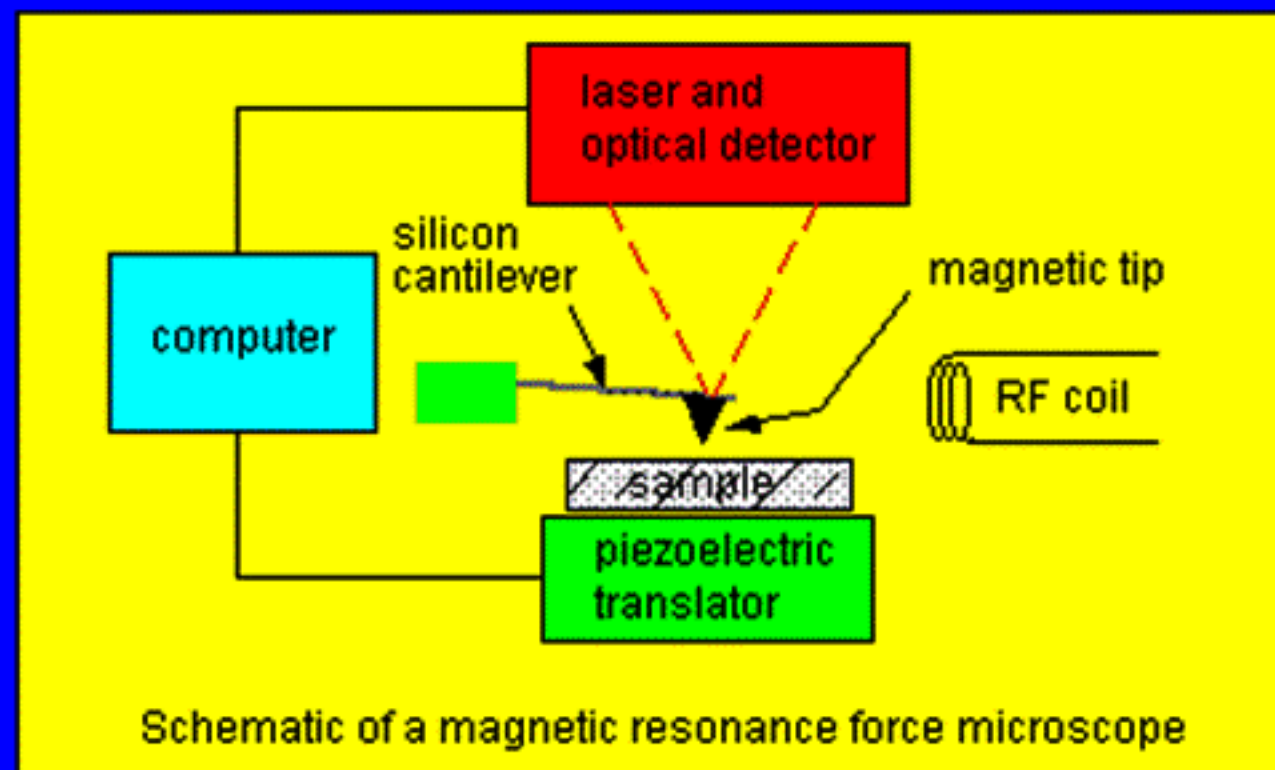 laser and
optical detector
silicon
cantilever
magnetic tip
computer
RF coil
sample
piezoelectric
translator
Schematic of a magnetic resonance force microscope